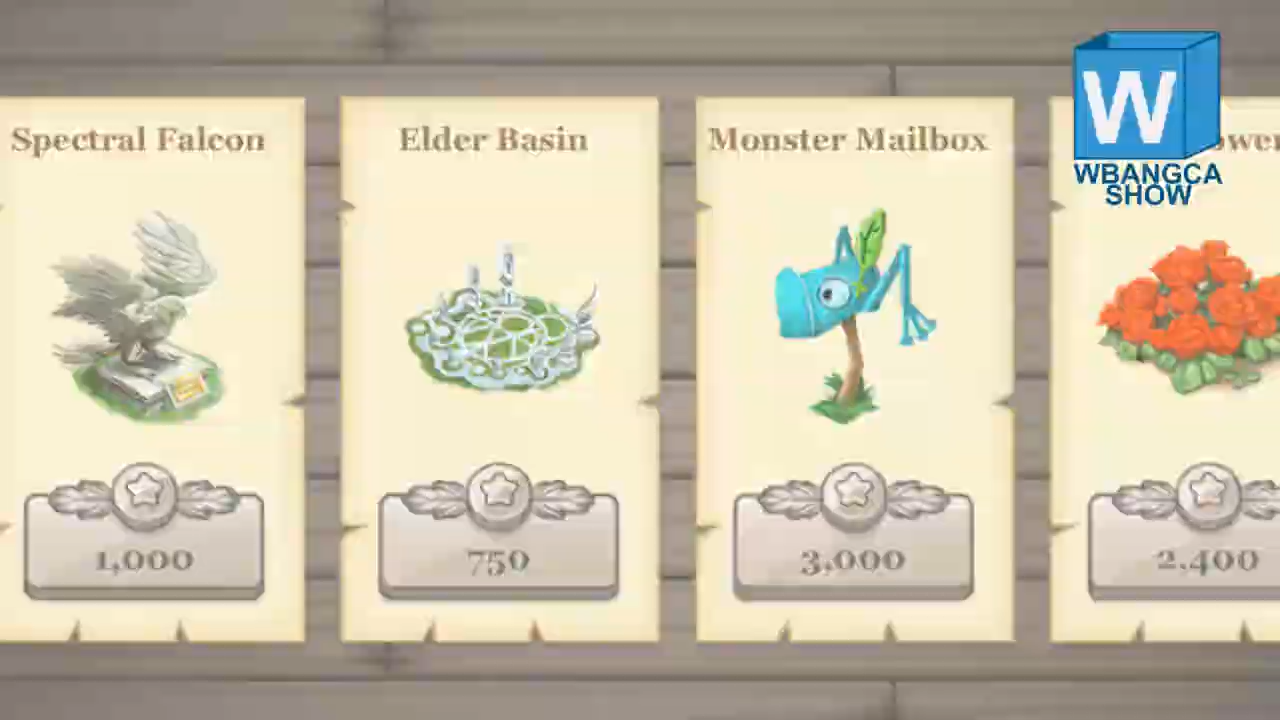 Spectral Falcon
Elder Basin
Monster Mailbox
W
WBANGCA
SHOW
1,000
750
3,000
2,400